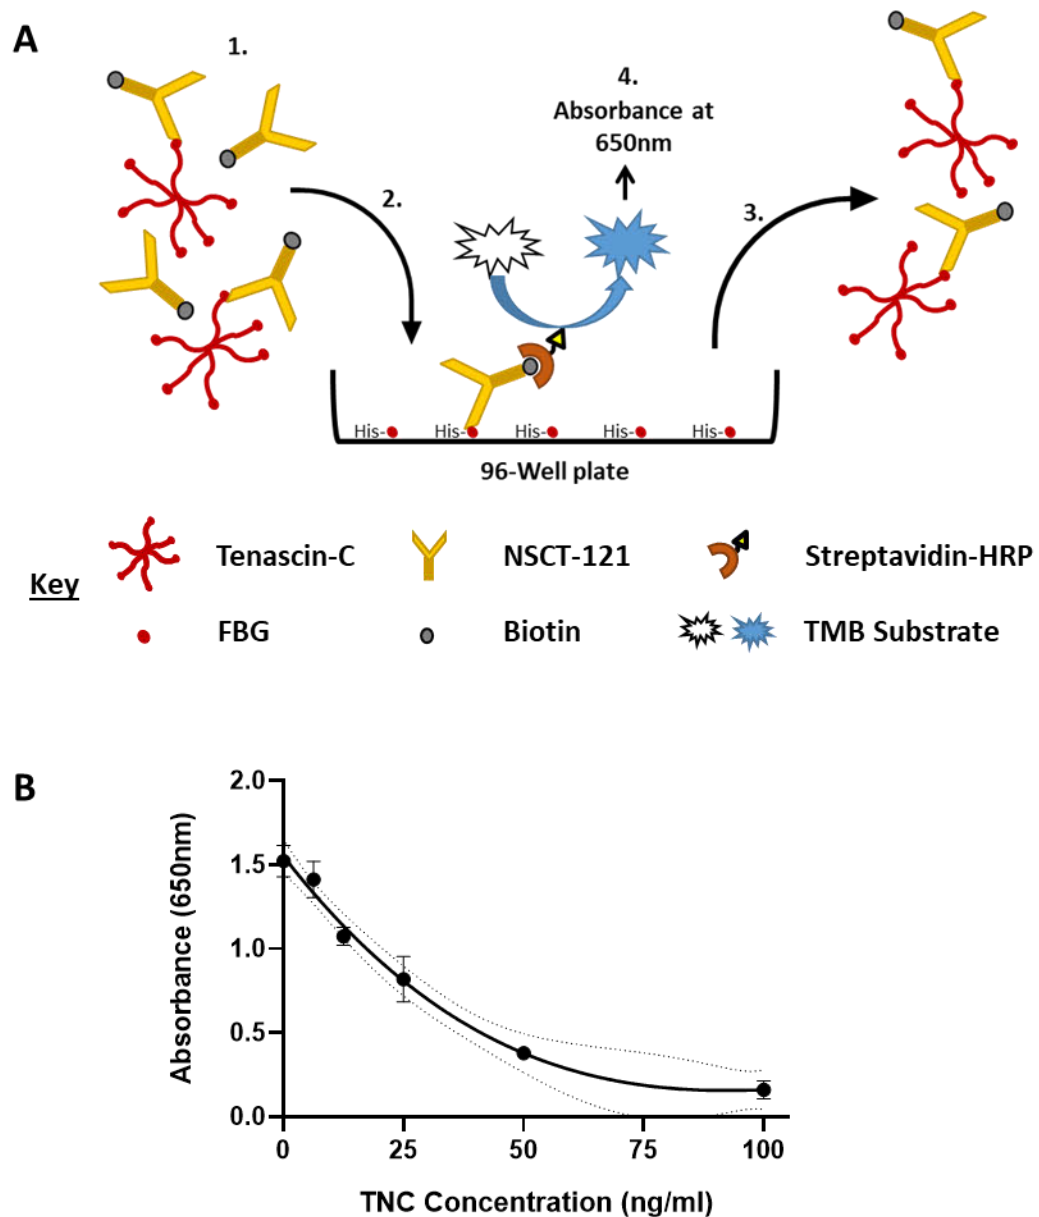 A
1.
2.
4.
Absorbance at
650nm
3.
His-
His-
His-
His-
His-
96-Well plate
Key
Tenascin-C
NSCT-121
Streptavidin-HRP
FBG
Biotin
TMB Substrate
B
Absorbance (650nm)
2.0
1.5
1.0
0.5
0.0
0
25
50
75
100
TNC Concentration (ng/ml)